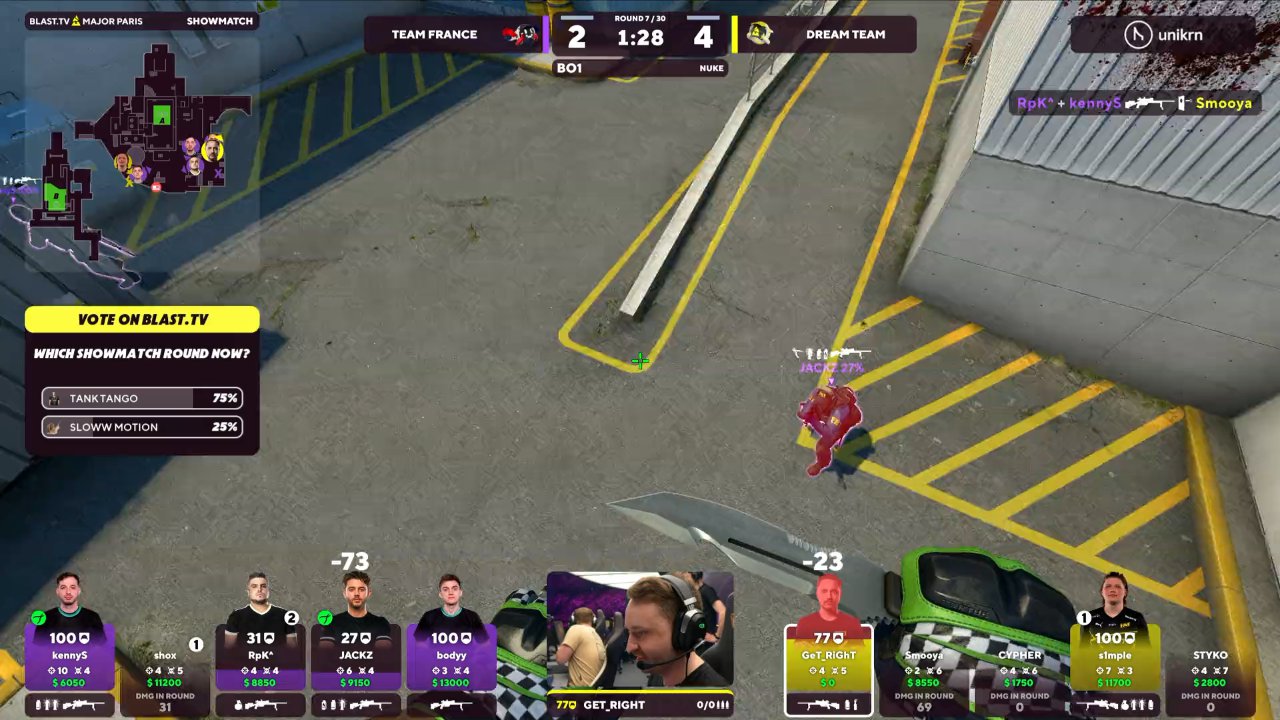 BLAST.TV MAJOR PARIS SHOWMATCH
TEAM FRANCE
2
ROUND 7 / 30
1:28
4
DREAM TEAM
BO1
NUKE
unikrn
RpK^ + kennyS Smooya
A
B
VOTE ON BLAST.TV
WHICH SHOWMATCH ROUND NOW?
TANK TANGO 75%
SLOWW MOTION 25%
JACKZ 27%
-73
-23
100
kennyS
10 4
$6050
1
shox
4 5
$11200
DMG IN ROUND
31
2
31
RpK^
4 4
$8850
27
JACKZ
6 4
$9150
100
bodyy
3 4
$13000
77 GET_RIGHT 0/0
77
GeT_RiGhT
4 5
$0
Smooya
2 6
$8550
DMG IN ROUND
69
CYPHER
4 6
$1750
DMG IN ROUND
0
1
100
s1mple
7 3
$11700
STYKO
4 7
$2800
DMG IN ROUND
0